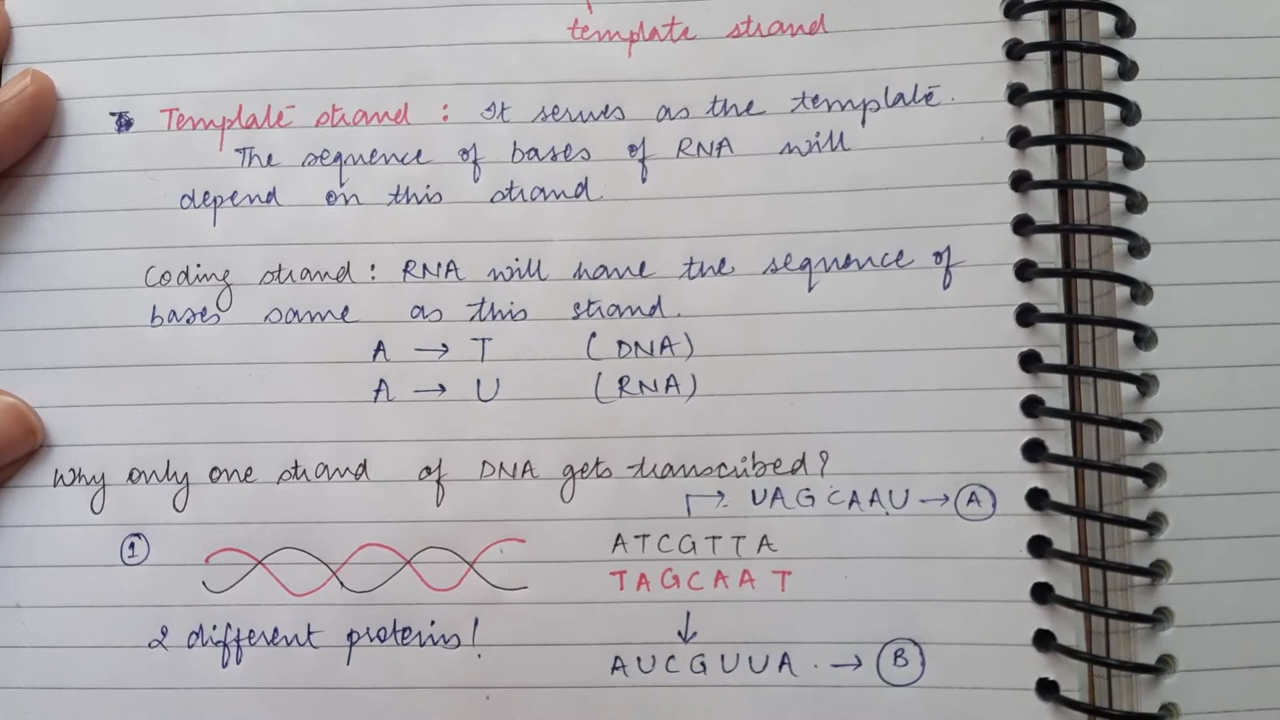 template strand
Template strand : It serves as the template.
The sequence of bases of RNA will
depend on this strand.
Coding strand : RNA will have the sequence of
bases same as this strand.
A → T (DNA)
A → U (RNA)
Why only one strand of DNA gets transcribed?
→ UAGCAAU → A
1 ATCGTTA
TAGCAAT
↓
2 different proteins!
AUCGUUA. → B